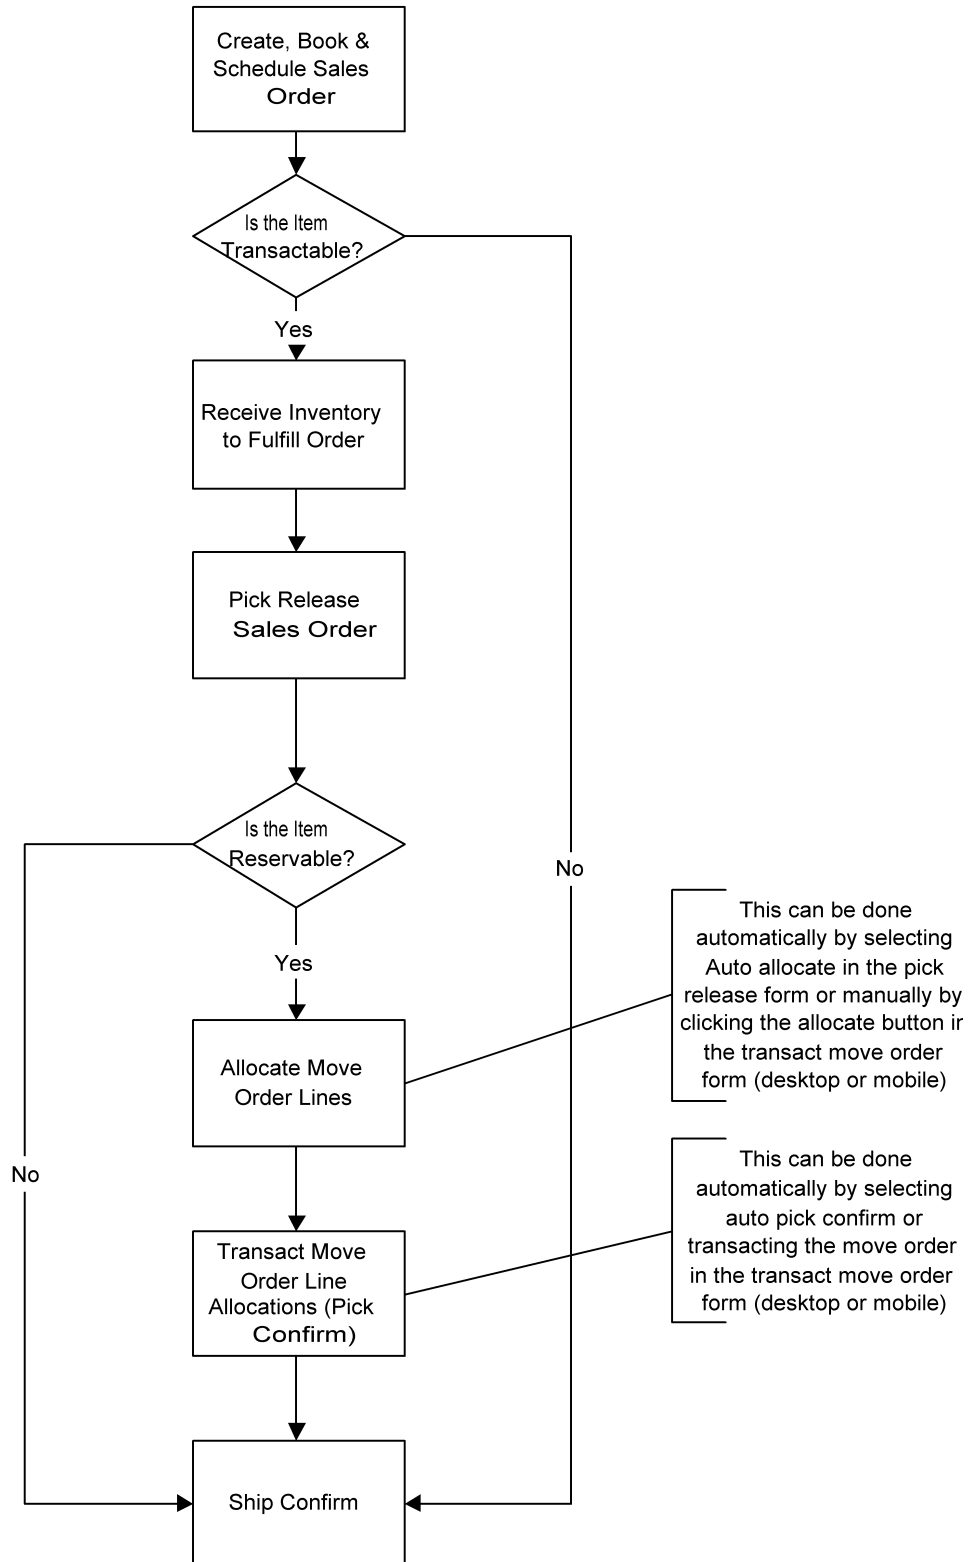 Create, Book &
Schedule Sales
Order
Is the Item
Transactable?
Yes
Receive Inventory
to Fulfill Order
Pick Release
Sales Order
Is the Item
Reservable?
No
Yes
This can be done
automatically by selecting
Auto allocate in the pick
release form or manually by
clicking the allocate button in
the transact move order
form (desktop or mobile)
Allocate Move
Order Lines
No
This can be done
automatically by selecting
auto pick confirm or
transacting the move order
in the transact move order
form (desktop or mobile)
Transact Move
Order Line
Allocations (Pick
Confirm)
Ship Confirm